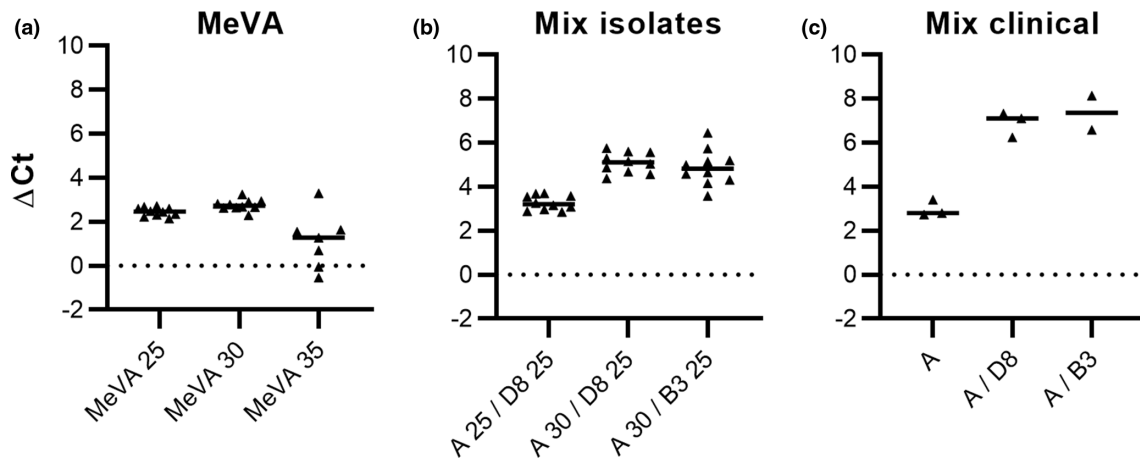 (a) MeVA
ΔCt
10
8
6
4
2
0
-2
MeVA 25
MeVA 30
MeVA 35
(b) Mix isolates
10
8
6
4
2
0
-2
A 25 / D8 25
A 30 / D8 25
A 30 / B3 25
(c) Mix clinical
10
8
6
4
2
0
-2
A
A / D8
A / B3